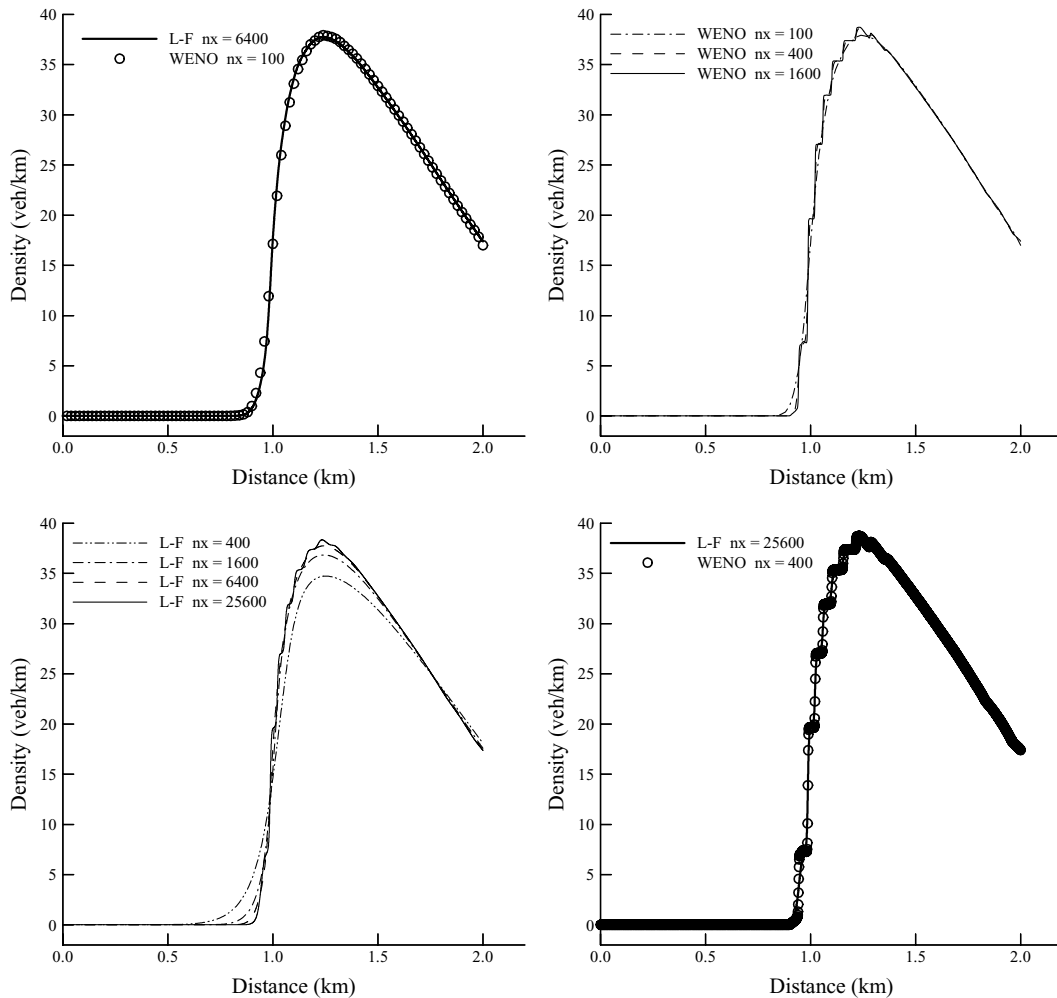 40
35
30
25
20
15
10
5
0
Density (veh/km)
L-F nx = 6400
WENO nx = 100
0.0 0.5 1.0 1.5 2.0
Distance (km)
40
35
30
25
20
15
10
5
0
Density (veh/km)
WENO nx = 100
WENO nx = 400
WENO nx = 1600
0.0 0.5 1.0 1.5 2.0
Distance (km)
40
35
30
25
20
15
10
5
0
Density (veh/km)
L-F nx = 400
L-F nx = 1600
L-F nx = 6400
L-F nx = 25600
0.0 0.5 1.0 1.5 2.0
Distance (km)
40
35
30
25
20
15
10
5
0
Density (veh/km)
L-F nx = 25600
WENO nx = 400
0.0 0.5 1.0 1.5 2.0
Distance (km)